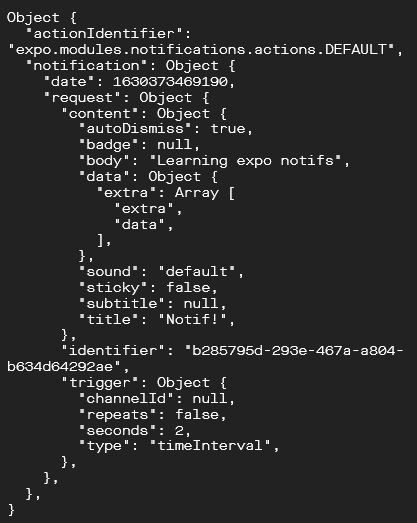 Object {
  "actionIdentifier":
"expo.modules.notifications.actions.DEFAULT",
  "notification": Object {
    "date": 1630373469190,
    "request": Object {
      "content": Object {
        "autoDismiss": true,
        "badge": null,
        "body": "Learning expo notifs",
        "data": Object {
          "extra": Array [
            "extra",
            "data",
          ],
        },
        "sound": "default",
        "sticky": false,
        "subtitle": null,
        "title": "Notif!",
      },
      "identifier": "b285795d-293e-467a-a804-
b634d64292ae",
      "trigger": Object {
        "channelId": null,
        "repeats": false,
        "seconds": 2,
        "type": "timeInterval",
      },
    },
  },
}